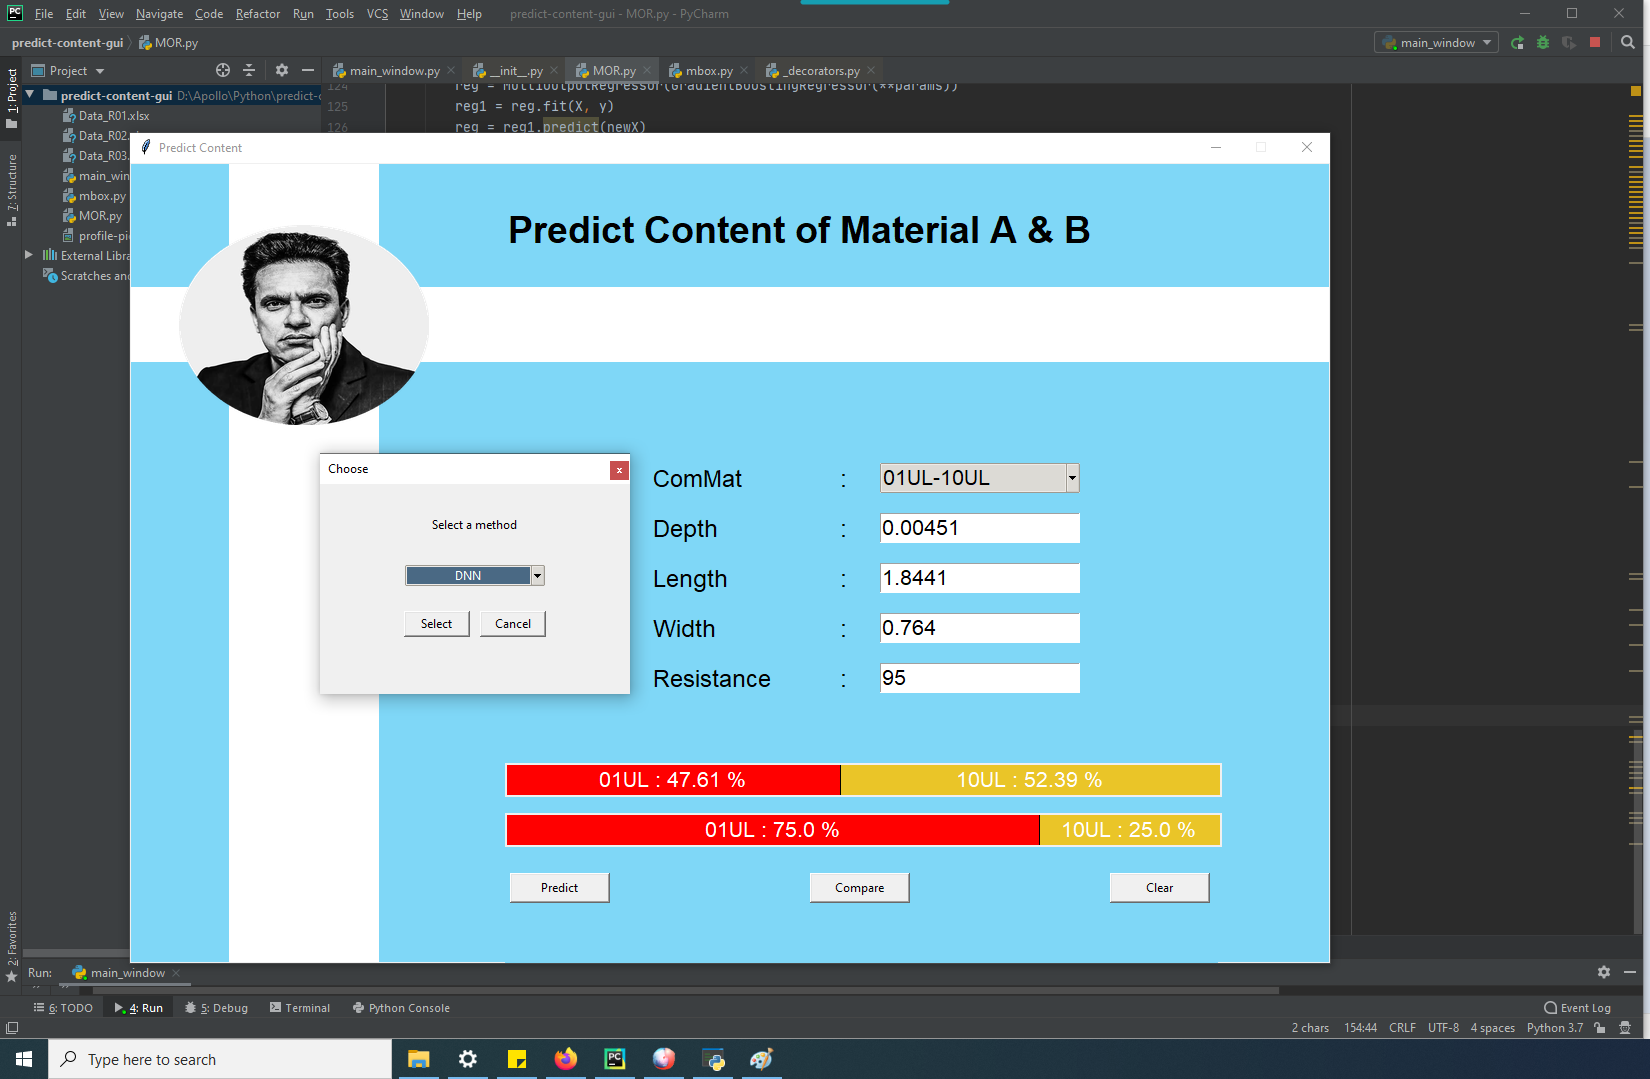 PC File Edit View Navigate Code Refactor Run Tools VCS Window Help predict-content-gui - MOR.py - PyCharm
predict-content-gui MOR.py main_window
1: Project
Project main_window.py __init__.py MOR.py mbox.py _decorators.py
predict-content-gui D:\Apollo\Python\predict-c
Data_R01.xlsx
Data_R02
Data_R03.
main_win
mbox.py
MOR.py
profile-pi
External Libra
Scratches and
7: Structure
2: Favorites
124 reg = MultiOutputRegressor(GradientBoostingRegressor(**params))
125 reg1 = reg.fit(X, y)
126 reg = reg1.predict(newX)
Predict Content
Predict Content of Material A & B
Choose x
Select a method
DNN
Select Cancel
ComMat : 01UL-10UL
Depth : 0.00451
Length : 1.8441
Width : 0.764
Resistance : 95
01UL : 47.61 % 10UL : 52.39 %
01UL : 75.0 % 10UL : 25.0 %
Predict Compare Clear
Run: main_window
6: TODO 4: Run 5: Debug Terminal Python Console Event Log
2 chars 154:44 CRLF UTF-8 4 spaces Python 3.7
Type here to search PC